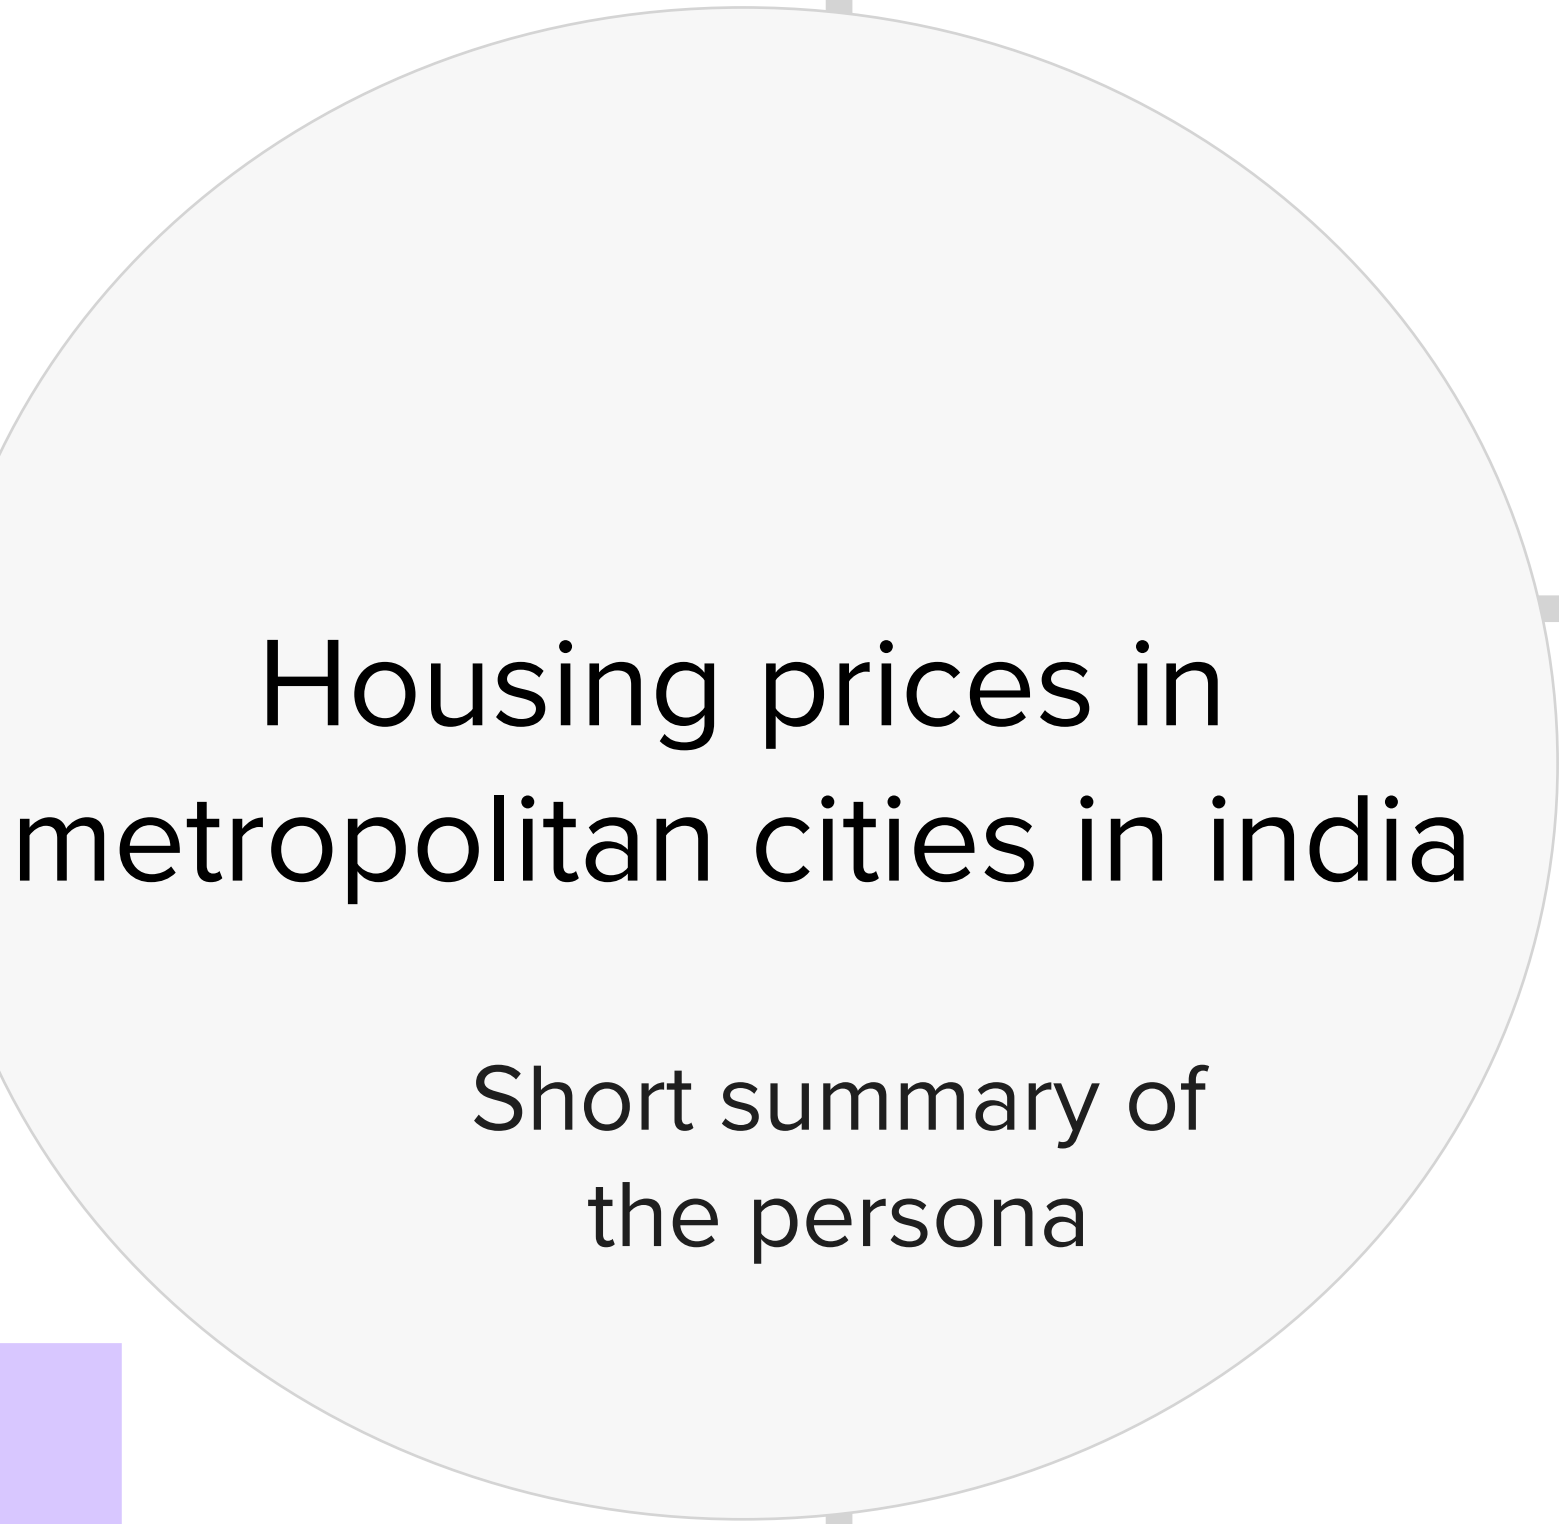 Housing prices in
metropolitan cities in india
Short summary of
the persona